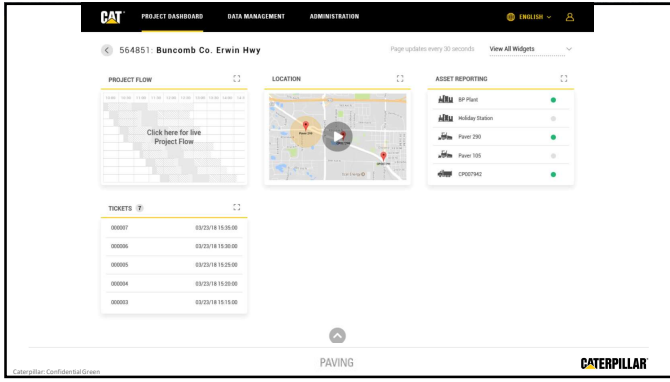 CAT
PROJECT DASHBOARD
DATA MANAGEMENT
ADMINISTRATION
ENGLISH
564851: Buncomb Co. Erwin Hwy
Page updates every 30 seconds
View All Widgets
PROJECT FLOW
Click here for live
Project Flow
LOCATION
ASSET REPORTING
BP Plant
Holiday Station
Paver 290
Paver 105
CP007942
TICKETS 7
000007 03/23/18 15:35:00
000006 03/23/18 15:30:00
000005 03/23/18 15:25:00
000004 03/23/18 15:20:00
000003 03/23/18 15:15:00
PAVING
Caterpillar: Confidential Green
CATERPILLAR